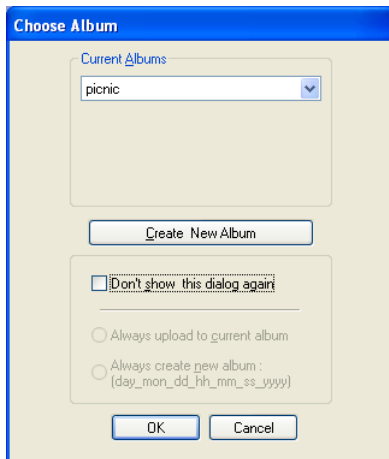 Choose Album
Current Albums
picnic
Create New Album
Don't show this dialog again
Always upload to current album
Always create new album :
(day_mon_dd_hh_mm_ss_yyyy)
OK Cancel